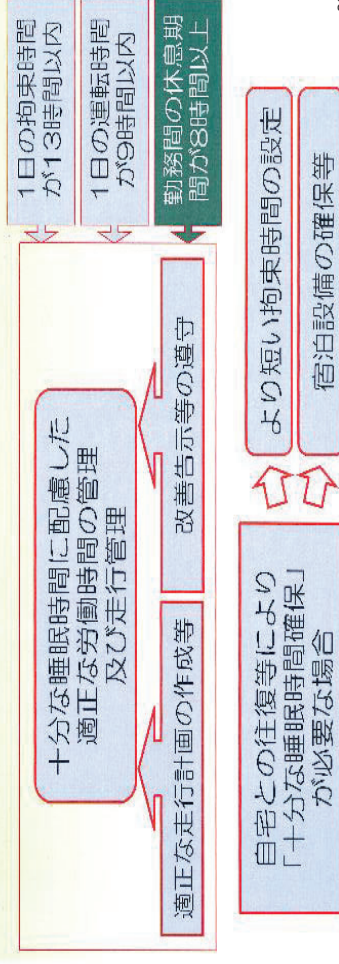 十分な睡眠時間に配慮した
適正な労働時間の管理
及び走行管理
適正な走行計画の作成等
改善告示等の遵守
1日の拘束時間
が13時間以内
1日の運転時間
が9時間以内
勤務間の休息期
間が8時間以上
自宅との往復等により
「十分な睡眠時間確保」
が必要な場合
より短い拘束時間の設定
宿泊設備の確保等